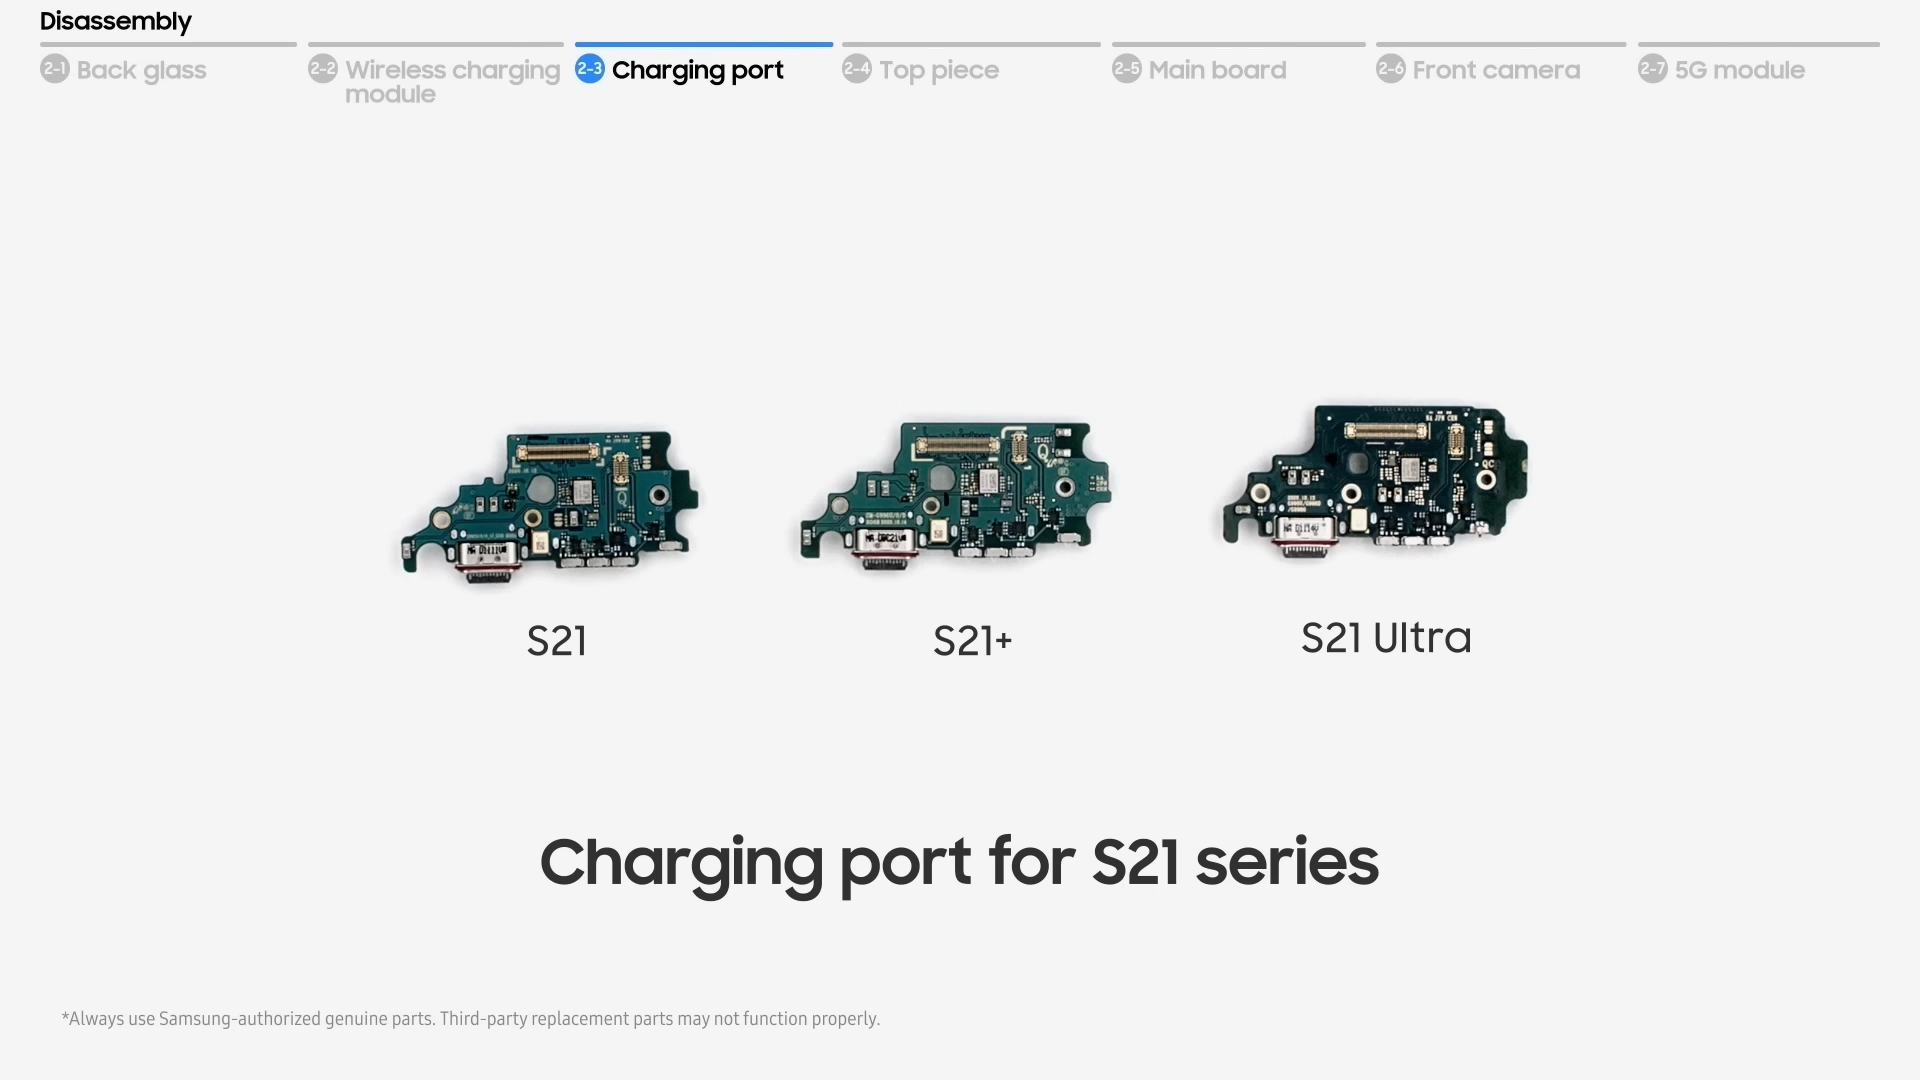 Disassembly
2-1 Back glass
2-2 Wireless charging
module
2-3 Charging port
2-4 Top piece
2-5 Main board
2-6 Front camera
2-7 5G module
S21
S21+
S21 Ultra
Charging port for S21 series
*Always use Samsung-authorized genuine parts. Third-party replacement parts may not function properly.